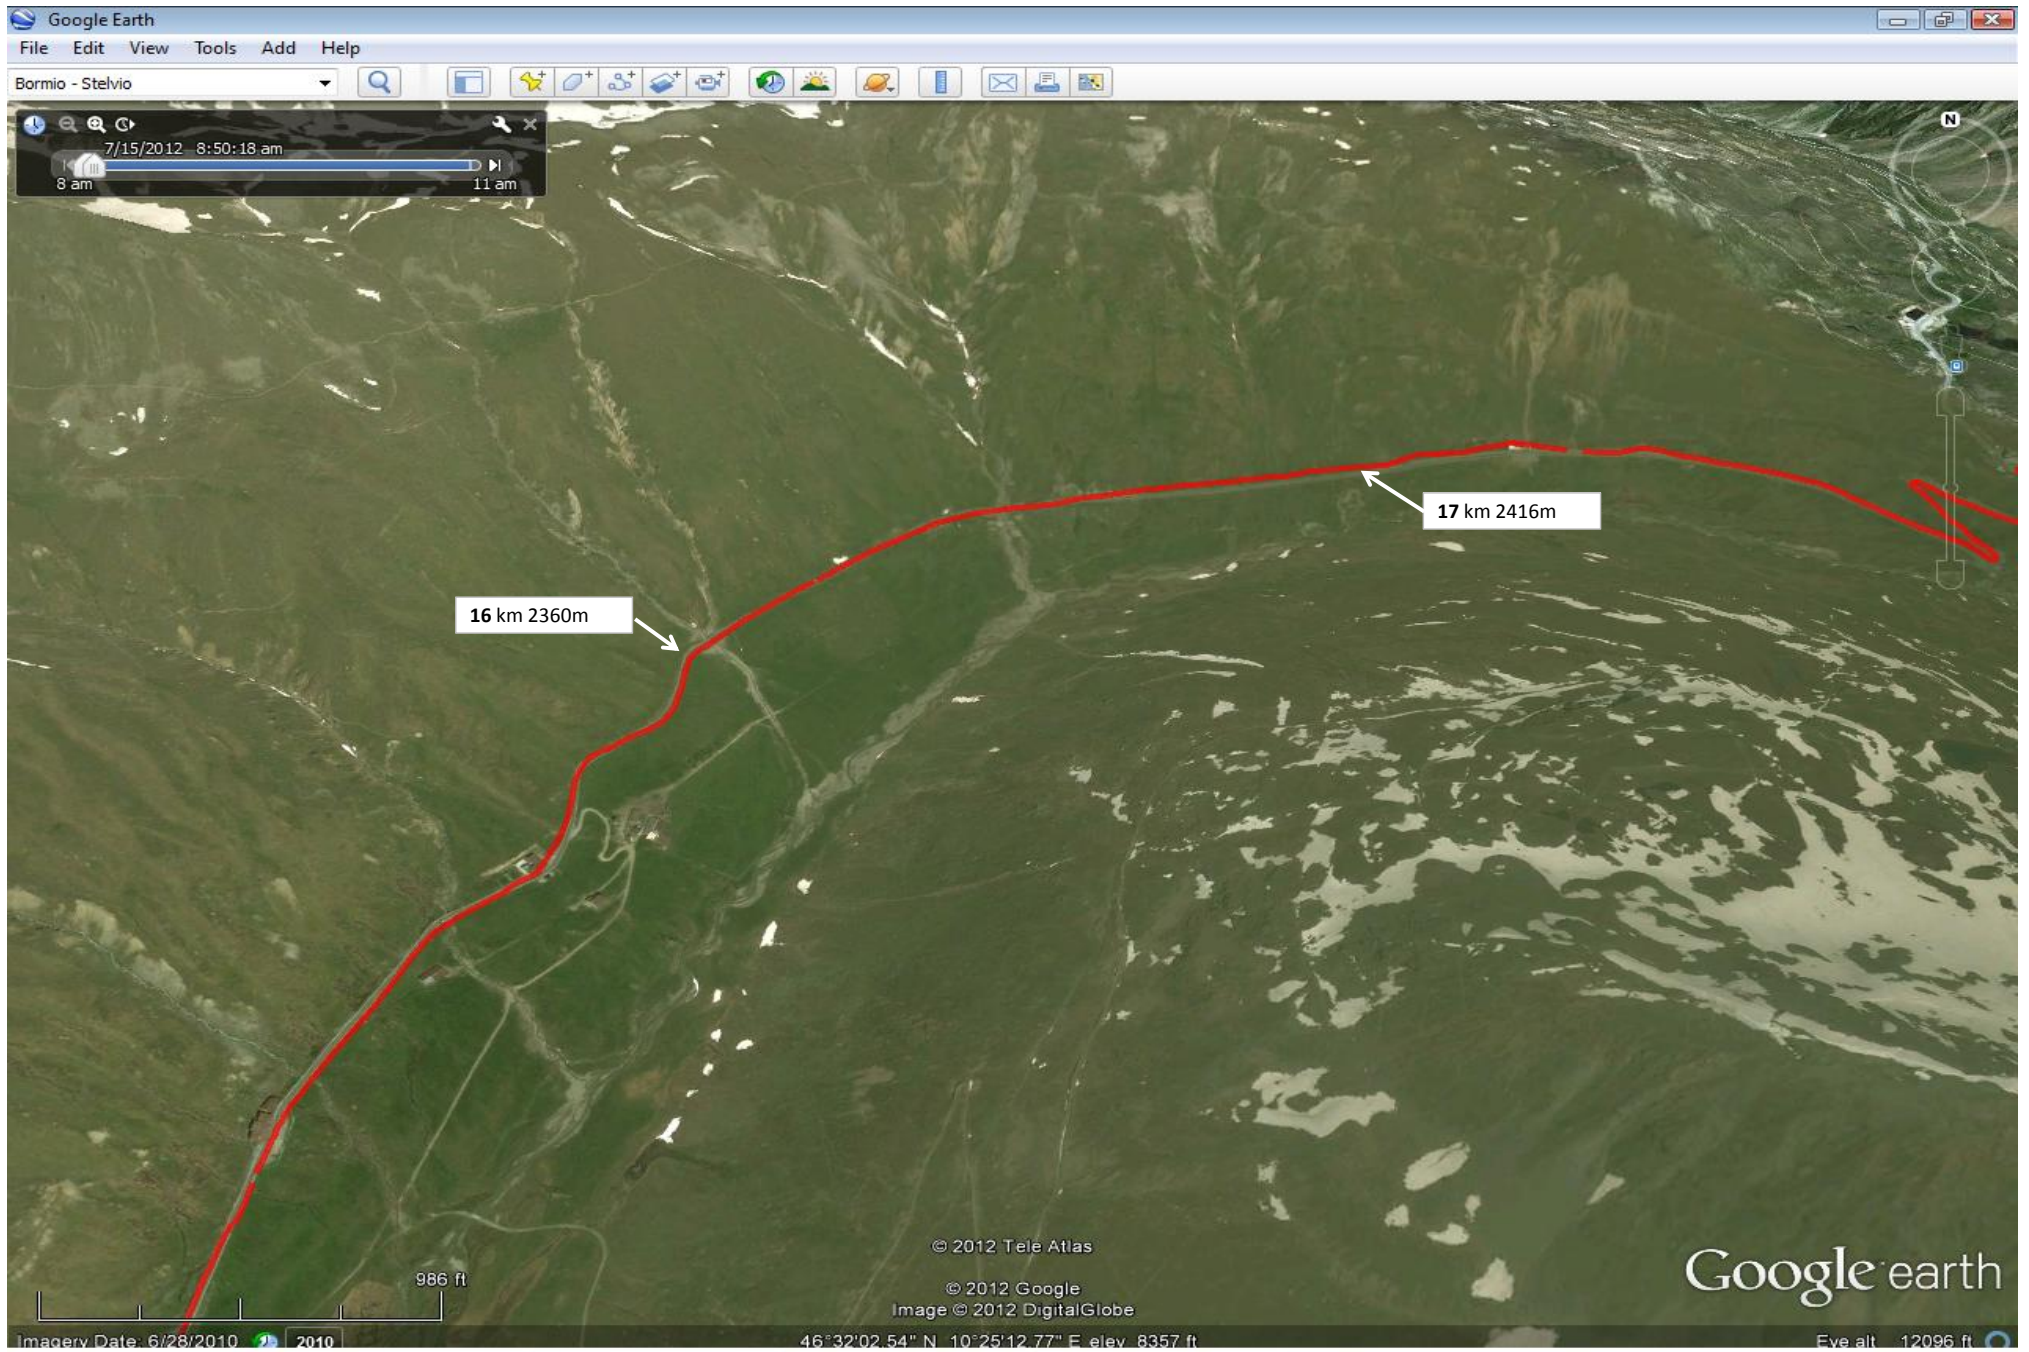 Google Earth
File Edit View Tools Add Help
Bormio - Stelvio
N
7/15/2012 8:50:18 am
8 am 11 am
17 km 2416m
16 km 2360m
© 2012 Tele Atlas
986 ft
© 2012 Google
Image © 2012 DigitalGlobe
Google earth
Imagery Date: 6/28/2010 2010 46°32'02.54" N 10°25'12.77" E elev 8357 ft Eye alt 12096 ft